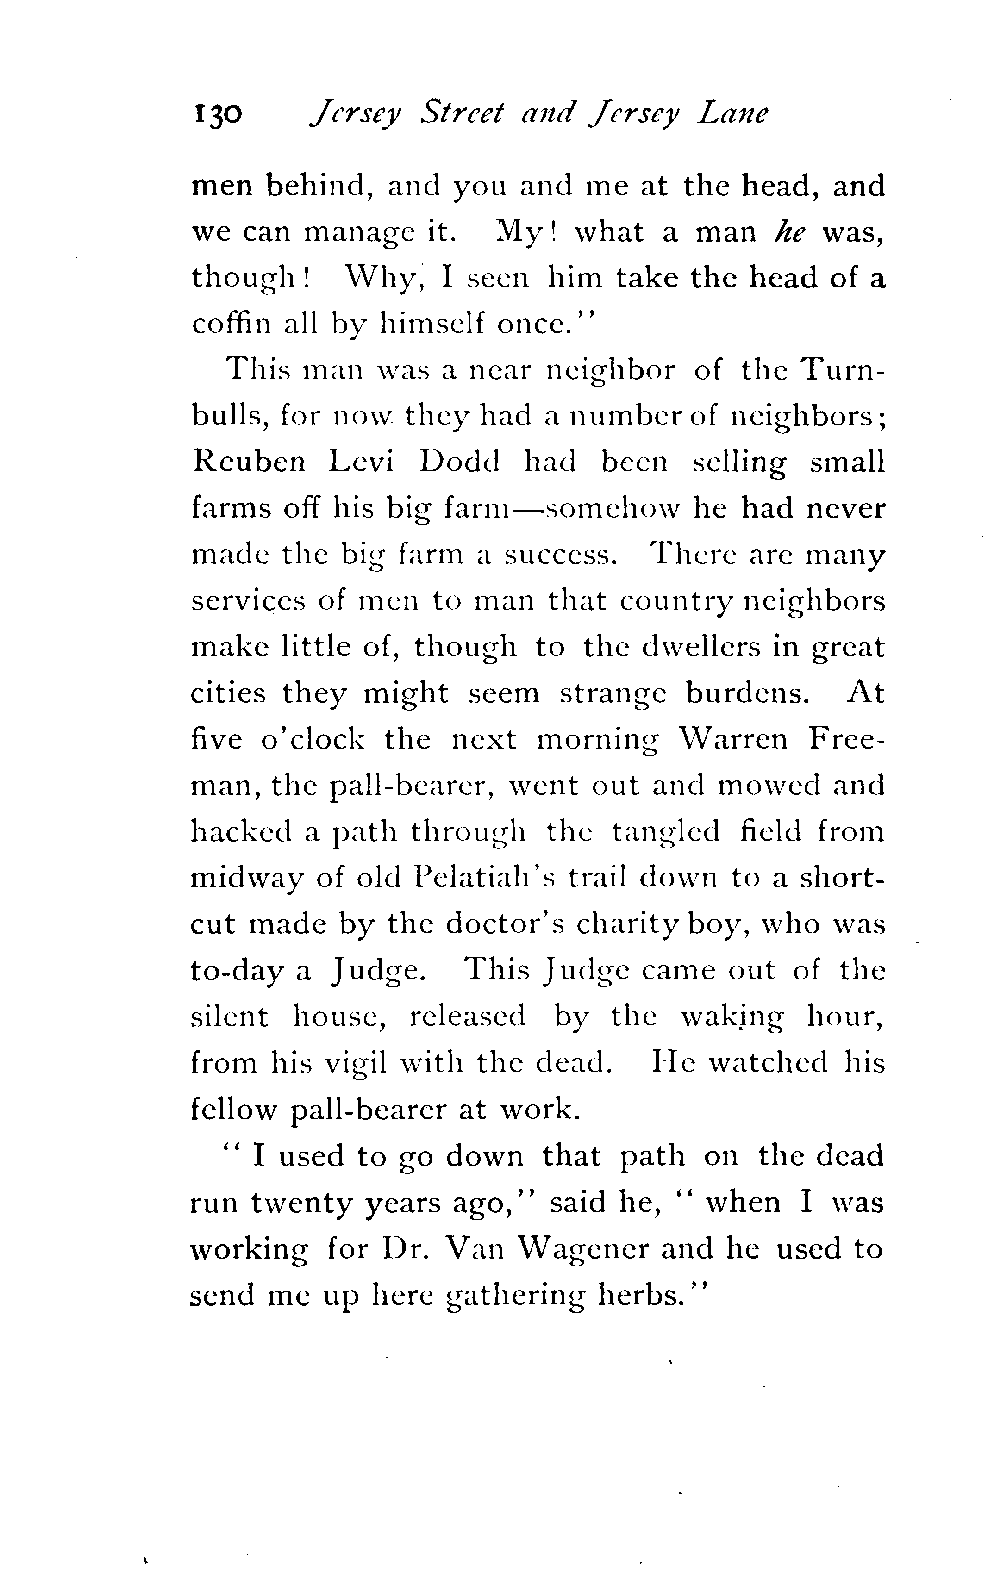 130 Jersey Street and Jersey Lane
men behind, and you and me at the head, and
we can manage it. My! what a man he was,
though! Why, I seen him take the head of a
coffin all by himself once."
This man was a near neighbor of the Turn-
bulls, for now they had a number of neighbors;
Reuben Levi Dodd had been selling small
farms off his big farm—somehow he had never
made the big farm a success. There are many
services of men to man that country neighbors
make little of, though to the dwellers in great
cities they might seem strange burdens. At
five o'clock the next morning Warren Free-
man, the pall-bearer, went out and mowed and
hacked a path through the tangled field from
midway of old Pelatiah's trail down to a short-
cut made by the doctor's charity boy, who was
to-day a Judge. This Judge came out of the
silent house, released by the waking hour,
from his vigil with the dead. He watched his
fellow pall-bearer at work.
"I used to go down that path on the dead
run twenty years ago," said he, "when I was
working for Dr. Van Wagener and he used to
send me up here gathering herbs."